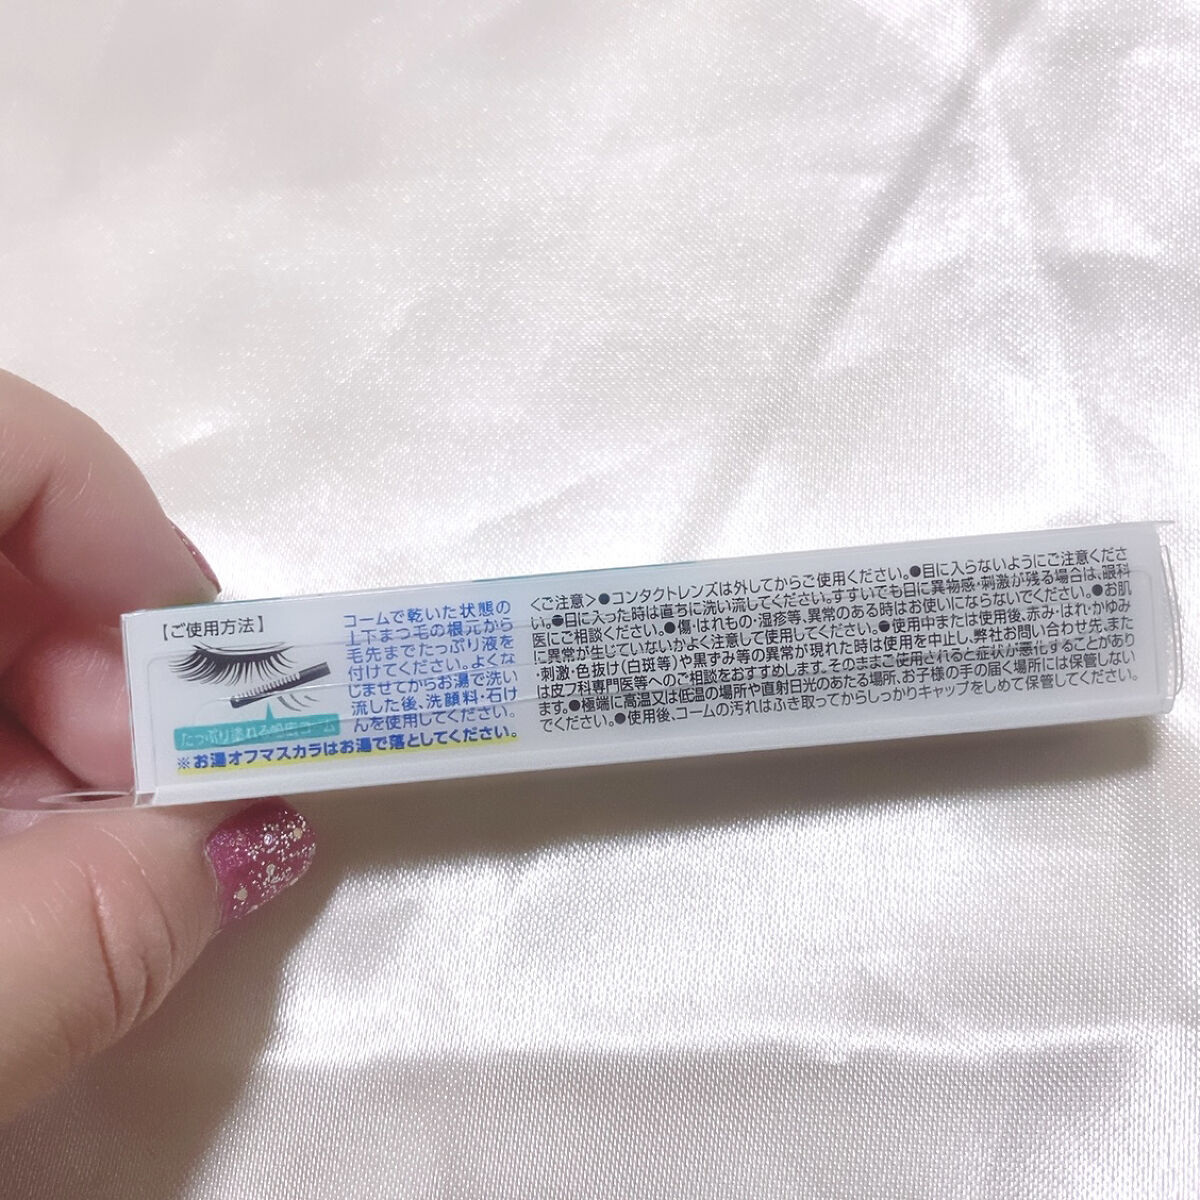 【ご使用方法】
コームで乾いた状態の
上下まつ毛の根元から
毛先までたっぷり液を
付けてください。よくな
じませてからお湯で洗い
流した後、洗顔料・石け
んを使用してください。
たっぷり塗れる コーム
※お湯オフマスカラはお湯で落としてください。
<ご注意>●コンタクトレンズは外してからご使用ください。●目に入らないようにご注意くださ
い。●目に入った時は直ちに洗い流してください。すすいでも目に異物感・刺激が残る場合は、眼科
医にご相談ください。●傷・はれもの・湿疹等、異常のある時はお使いにならないでください。●お肌
に異常が生じていないかよく注意して使用してください。●使用中または使用後、赤み・はれ・かゆみ
・刺激・色抜け(白斑等)や黒ずみ等の異常が現れた時は使用を中止し、弊社お問い合わせ先、また
は皮フ科専門医等へのご相談をおすすめします。そのままご使用されると症状が悪化することがあり
ます。●極端に高温又は低温の場所や直射日光のあたる場所、お子様の手の届く場所には保管しない
でください。●使用後、コームの汚れはふき取ってからしっかりキャップをしめて保管してください。